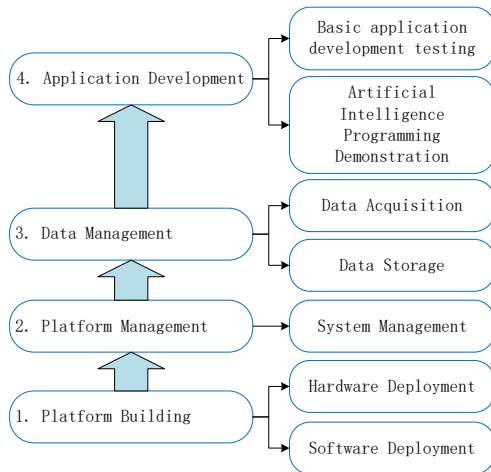 Basic application
development testing
4. Application Development
Artificial
Intelligence
Programming
Demonstration
Data Acquisition
3. Data Management
Data Storage
2. Platform Management
System Management
Hardware Deployment
1. Platform Building
Software Deployment